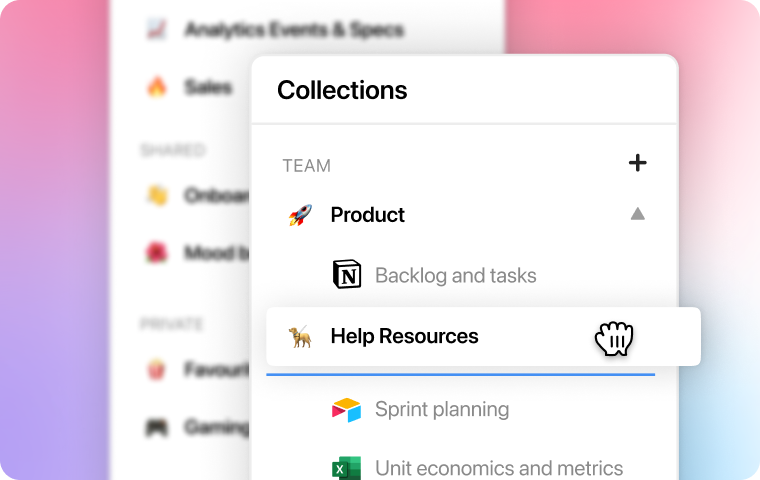 Analytics Events & Specs
Sales
SHARED
PRIVATE
Collections
TEAM
Product
Backlog and tasks
Help Resources
Sprint planning
Unit economics and metrics